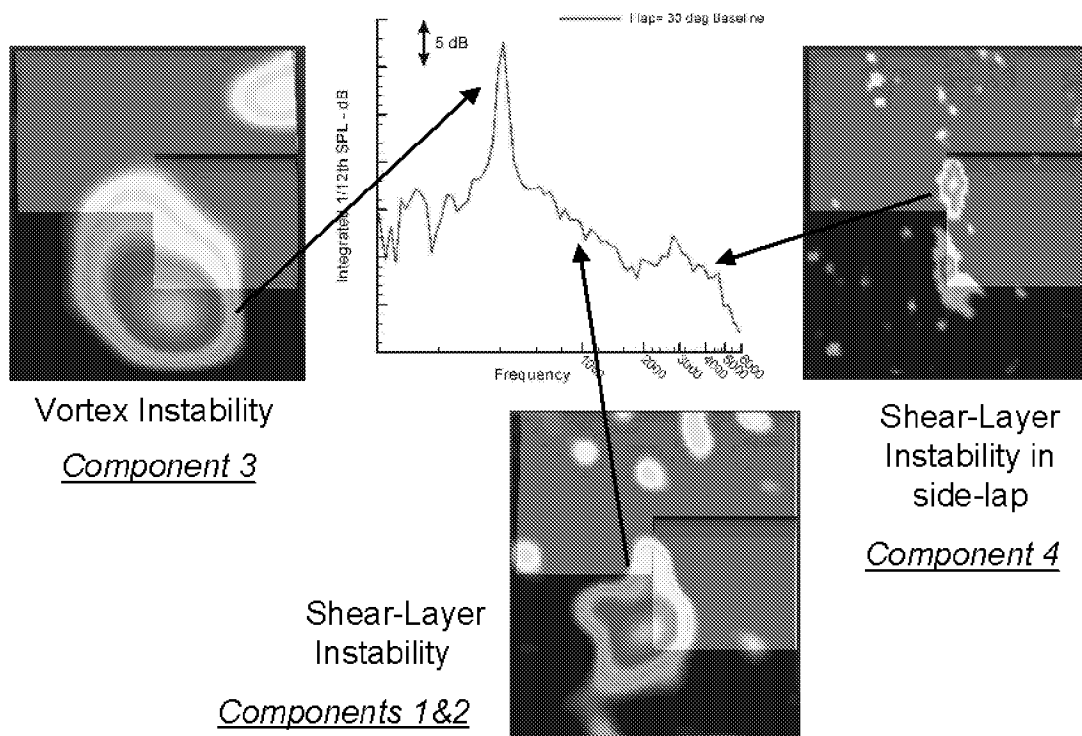 Flap= 30 deg Baseline
5 dB
Integrated 1/12th SPL - dB
1000
2000
3000
4000
5000
6000
Frequency
Vortex Instability
Component 3
Shear-Layer
Instability in
side-lap
Component 4
Shear-Layer
Instability
Components 1&2